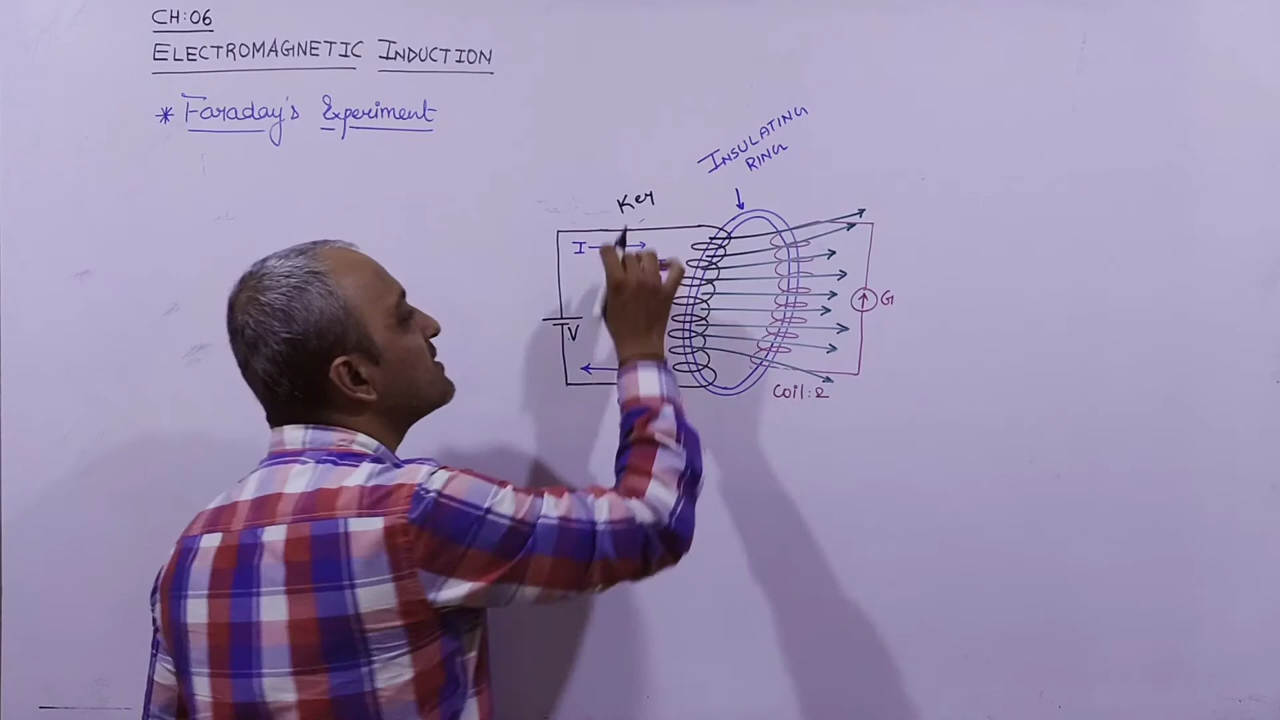 CH:06
ELECTROMAGNETIC INDUCTION
* Faraday's Experiment
INSULATING
RING
Key
I
V
G
Coil:2